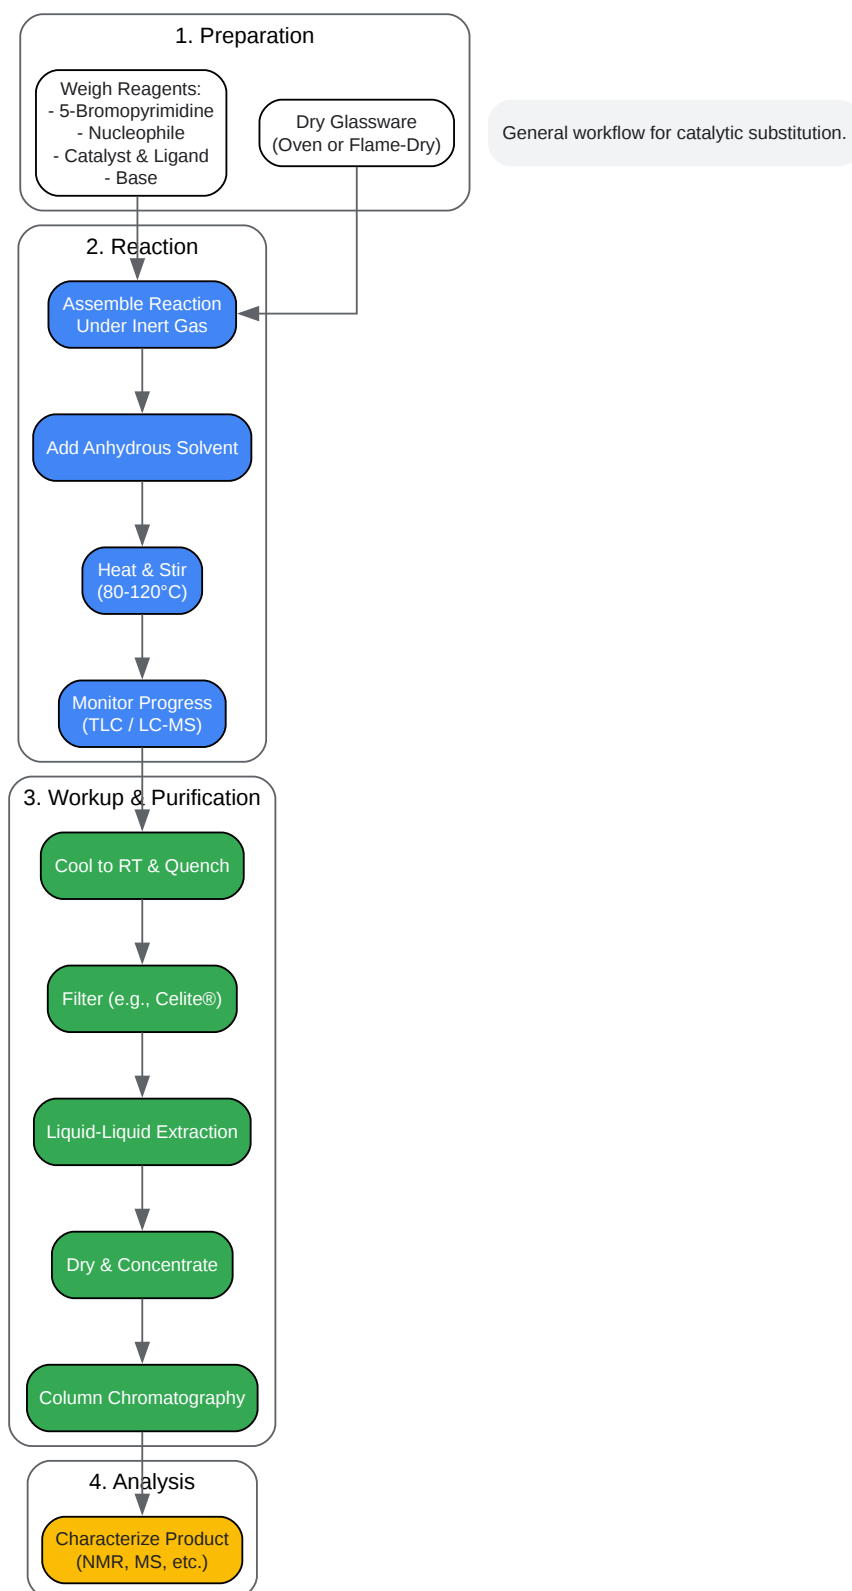 1. Preparation
Weigh Reagents:
- 5-Bromopyrimidine
- Nucleophile
- Catalyst & Ligand
- Base
Dry Glassware
(Oven or Flame-Dry)
General workflow for catalytic substitution.
2. Reaction
Assemble Reaction
Under Inert Gas
Add Anhydrous Solvent
Heat & Stir
(80-120°C)
Monitor Progress
(TLC / LC-MS)
3. Workup & Purification
Cool to RT & Quench
Filter (e.g., Celite®)
Liquid-Liquid Extraction
Dry & Concentrate
Column Chromatography
4. Analysis
Characterize Product
(NMR, MS, etc.)